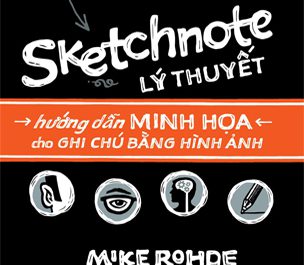 Sketchnote
LÝ THUYẾT
hướng dẫn MINH HỌA
cho GHI CHÚ BẰNG HÌNH ẢNH
MIKE ROHDE